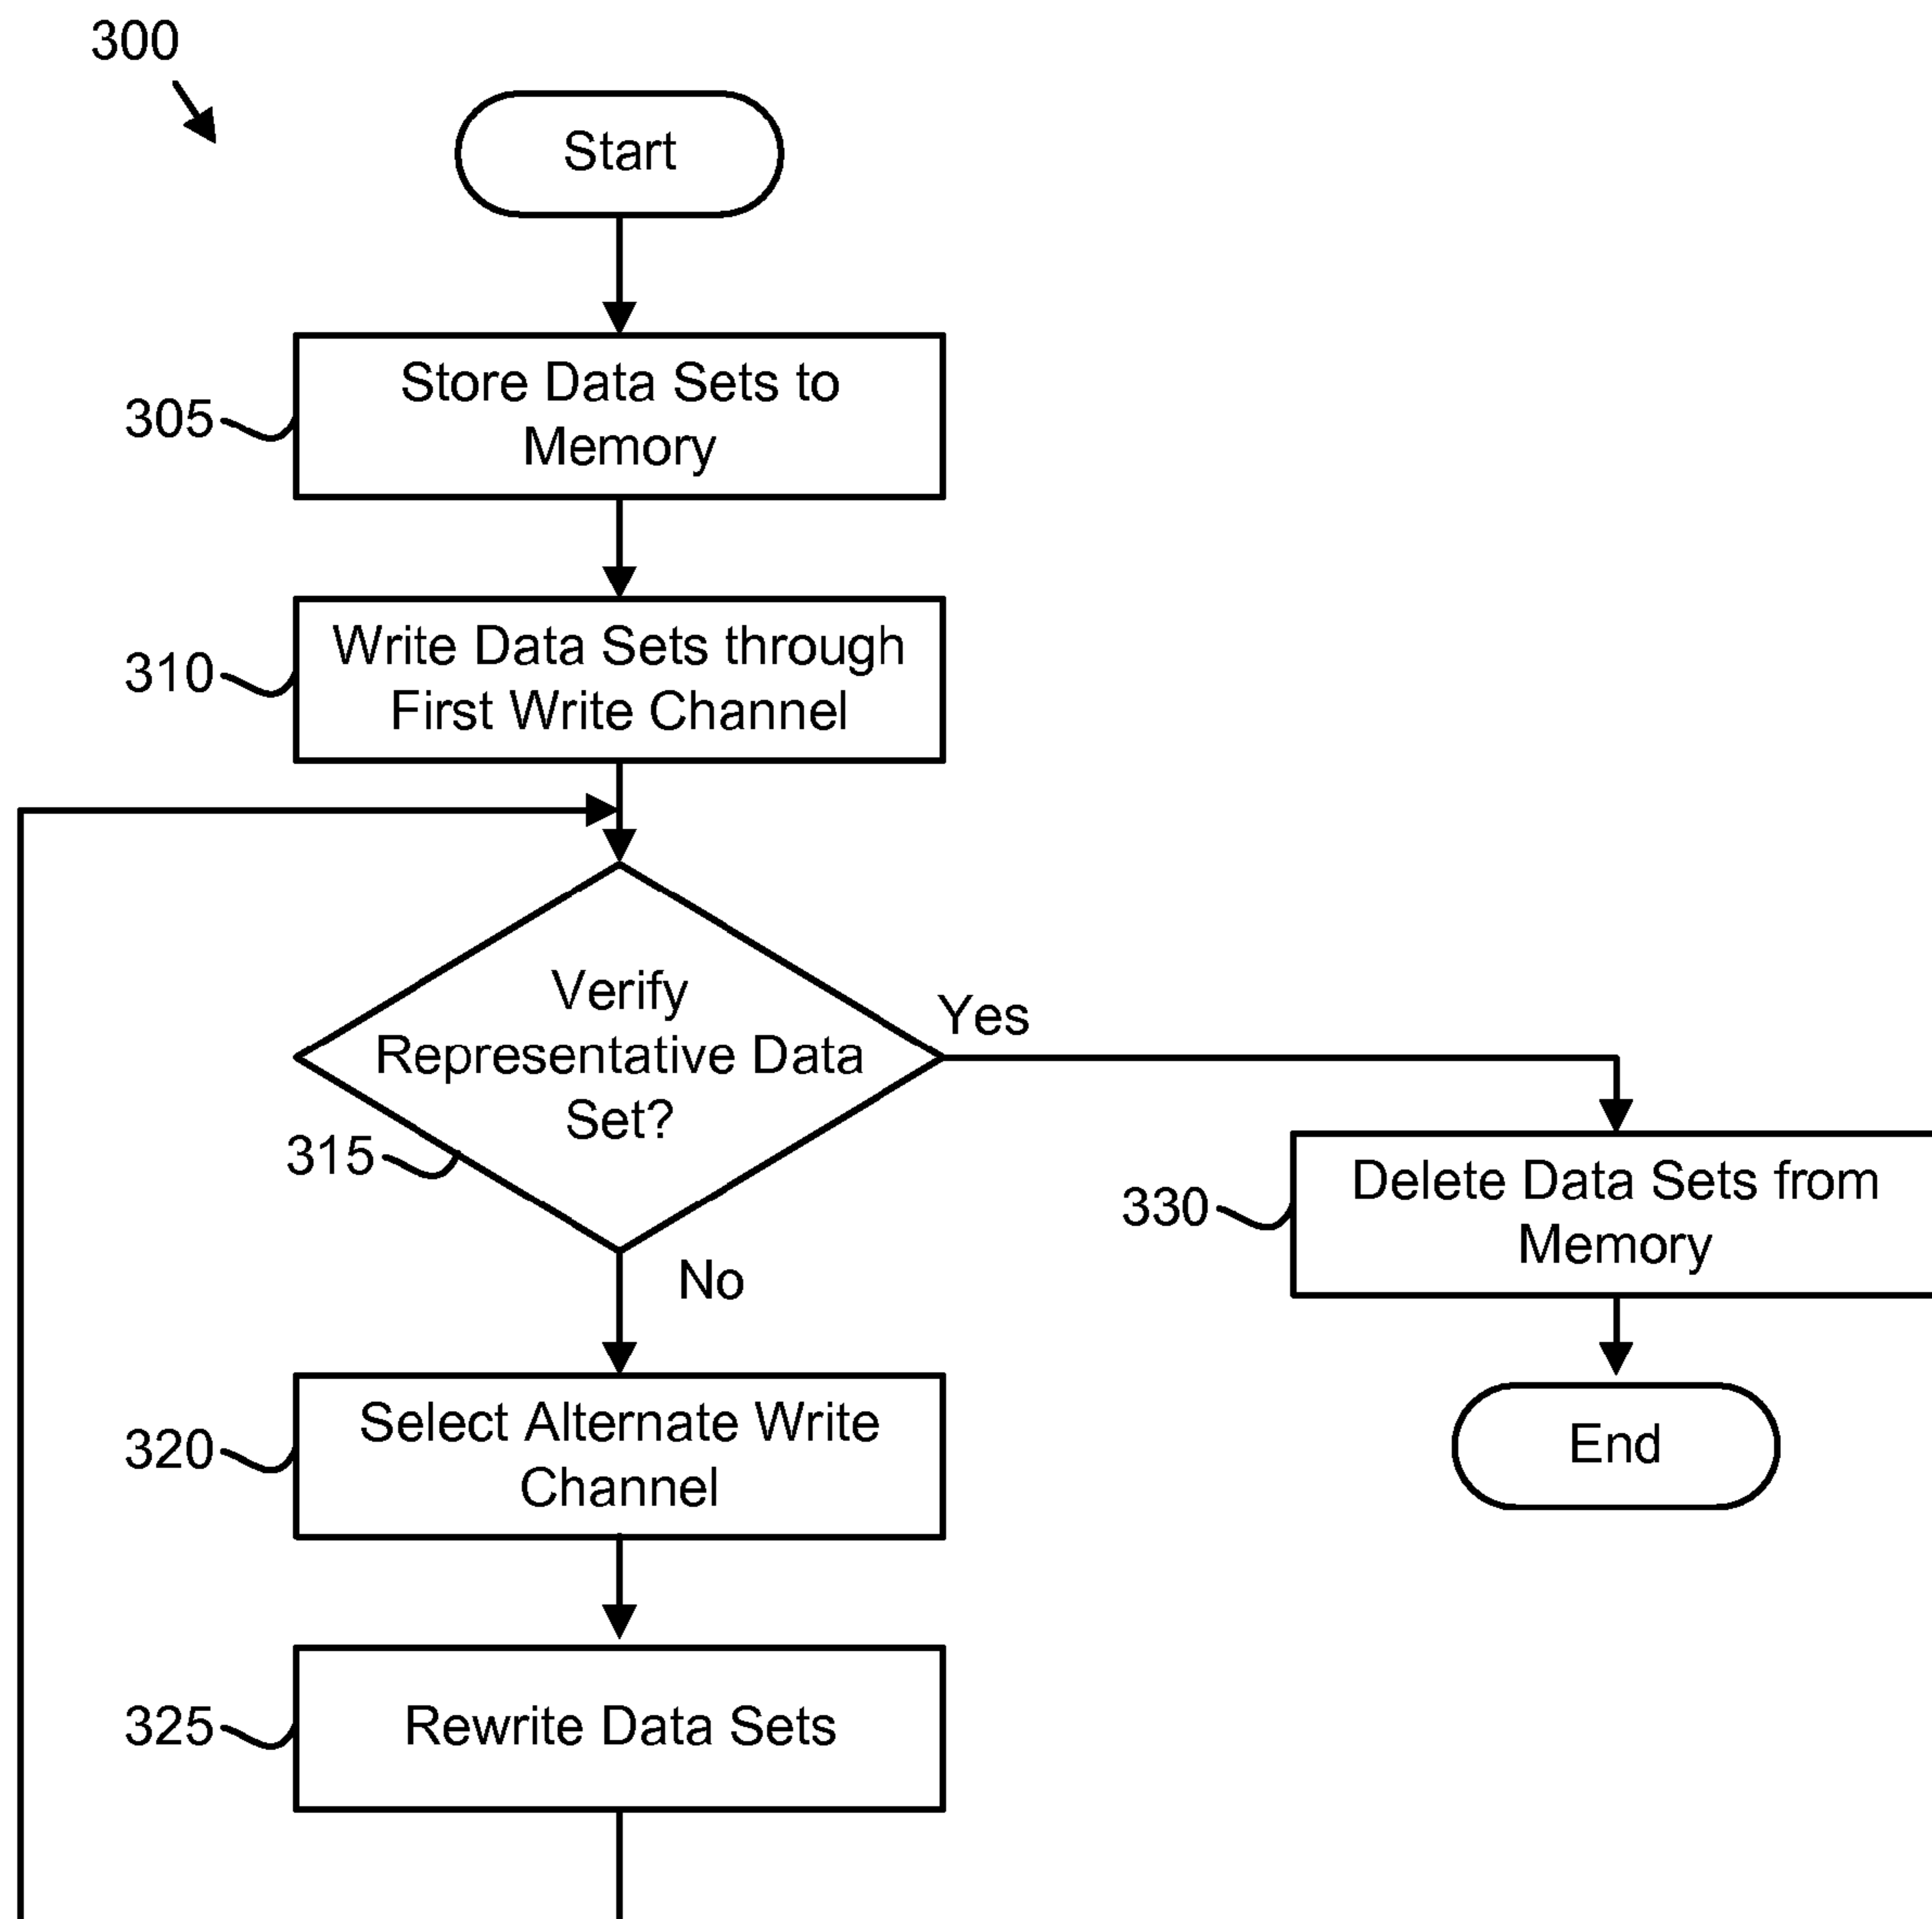 300
Start
305
Store Data Sets to
Memory
310
Write Data Sets through
First Write Channel
Verify
Representative Data
Set?
315
Yes
No
330
Delete Data Sets from
Memory
320
Select Alternate Write
Channel
End
325
Rewrite Data Sets